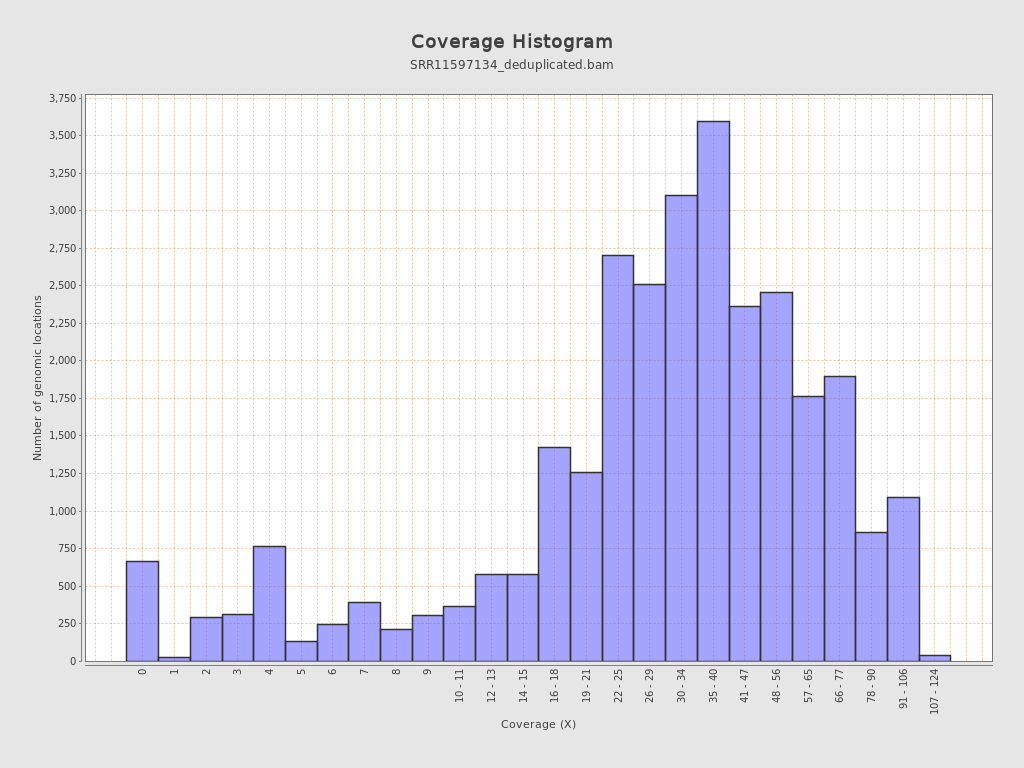 Coverage Histogram
SRR11597134_deduplicated.bam
Number of genomic locations
3,750
3,500
3,250
3,000
2,750
2,500
2,250
2,000
1,750
1,500
1,250
1,000
750
500
250
0
0
1
2
3
4
5
6
7
8
9
10 - 11
12 - 13
14 - 15
16 - 18
19 - 21
22 - 25
26 - 29
30 - 34
35 - 40
41 - 47
48 - 56
57 - 65
66 - 77
78 - 90
91 - 106
107 - 124
Coverage (X)